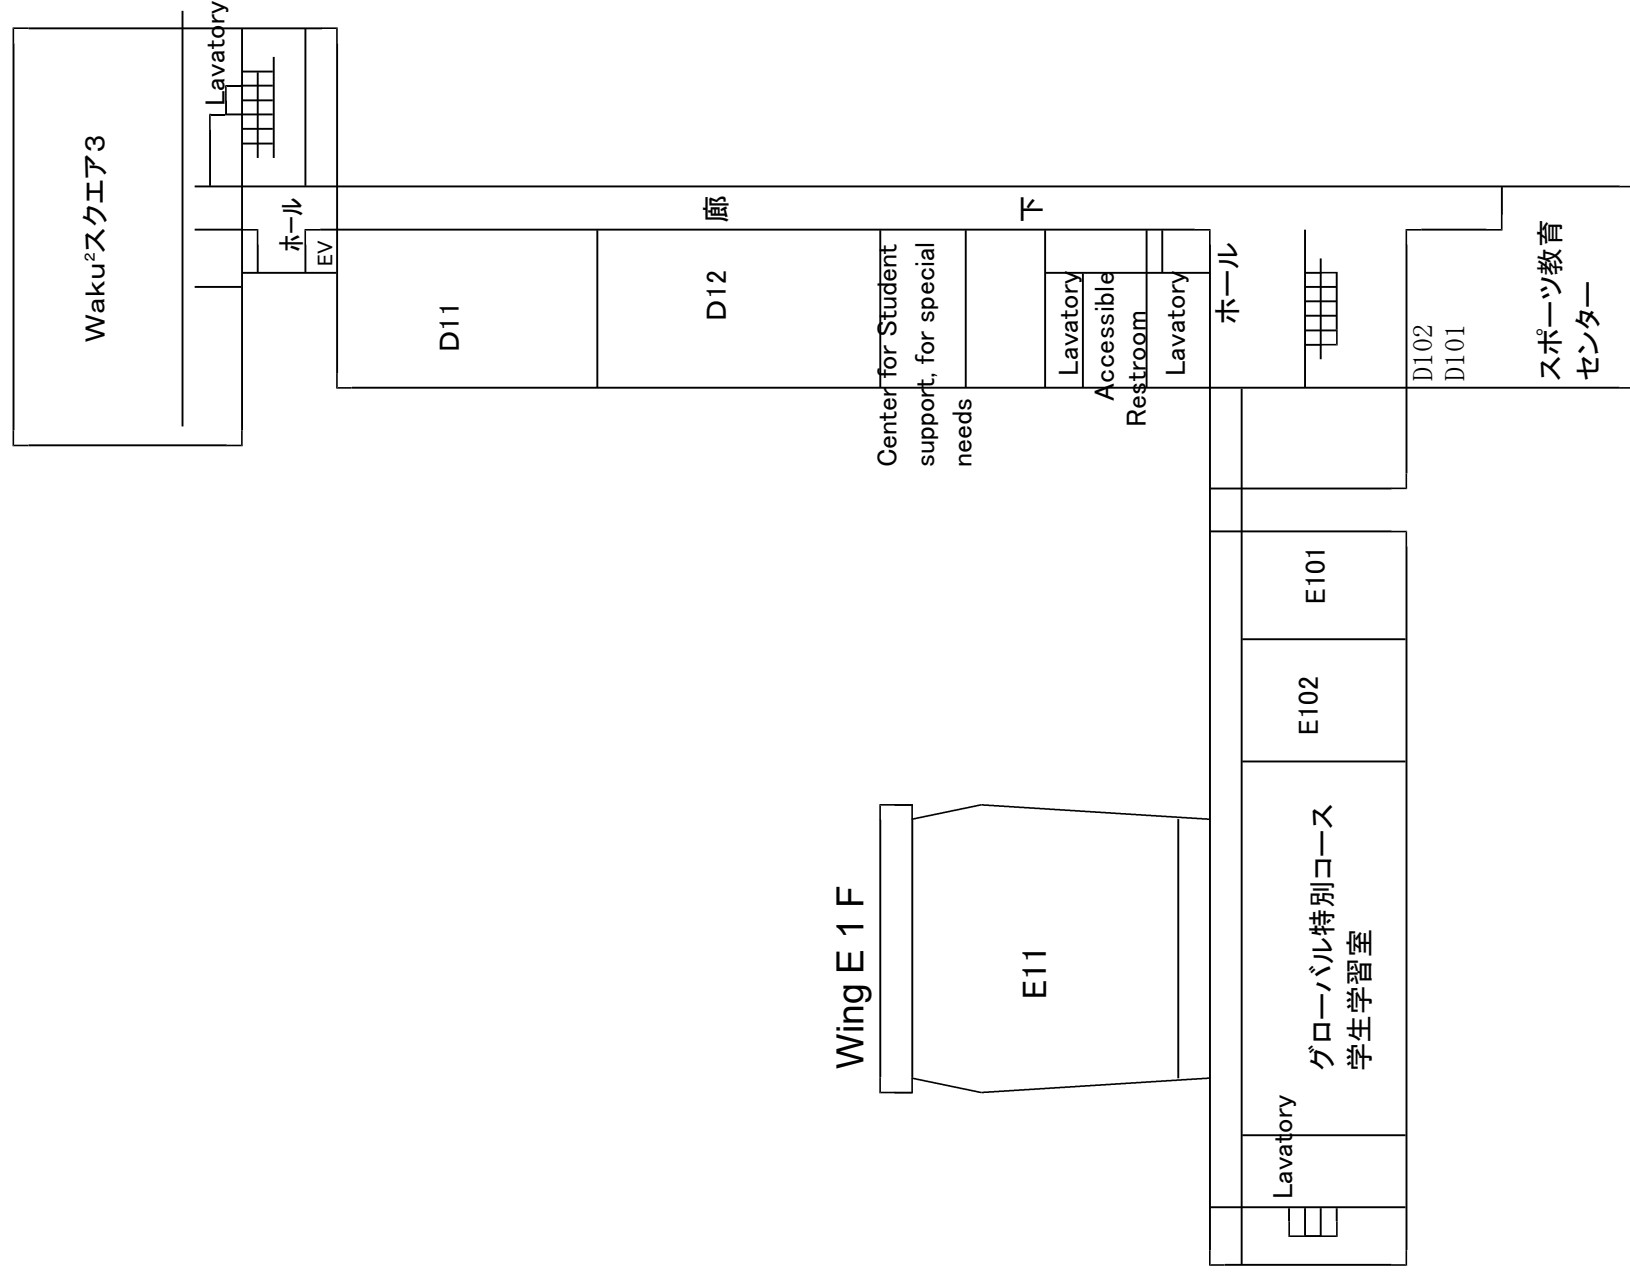 Waku²スクエア3
Lavatory
ホール
EV
D11
D12
廊
下
Center for Student
support, for special
needs
Lavatory
Accessible
Restroom
Lavatory
ホール
D102
D101
スポーツ教育
センター
E101
E102
グローバル特別コース
学生学習室
Lavatory
Wing E 1 F
E11